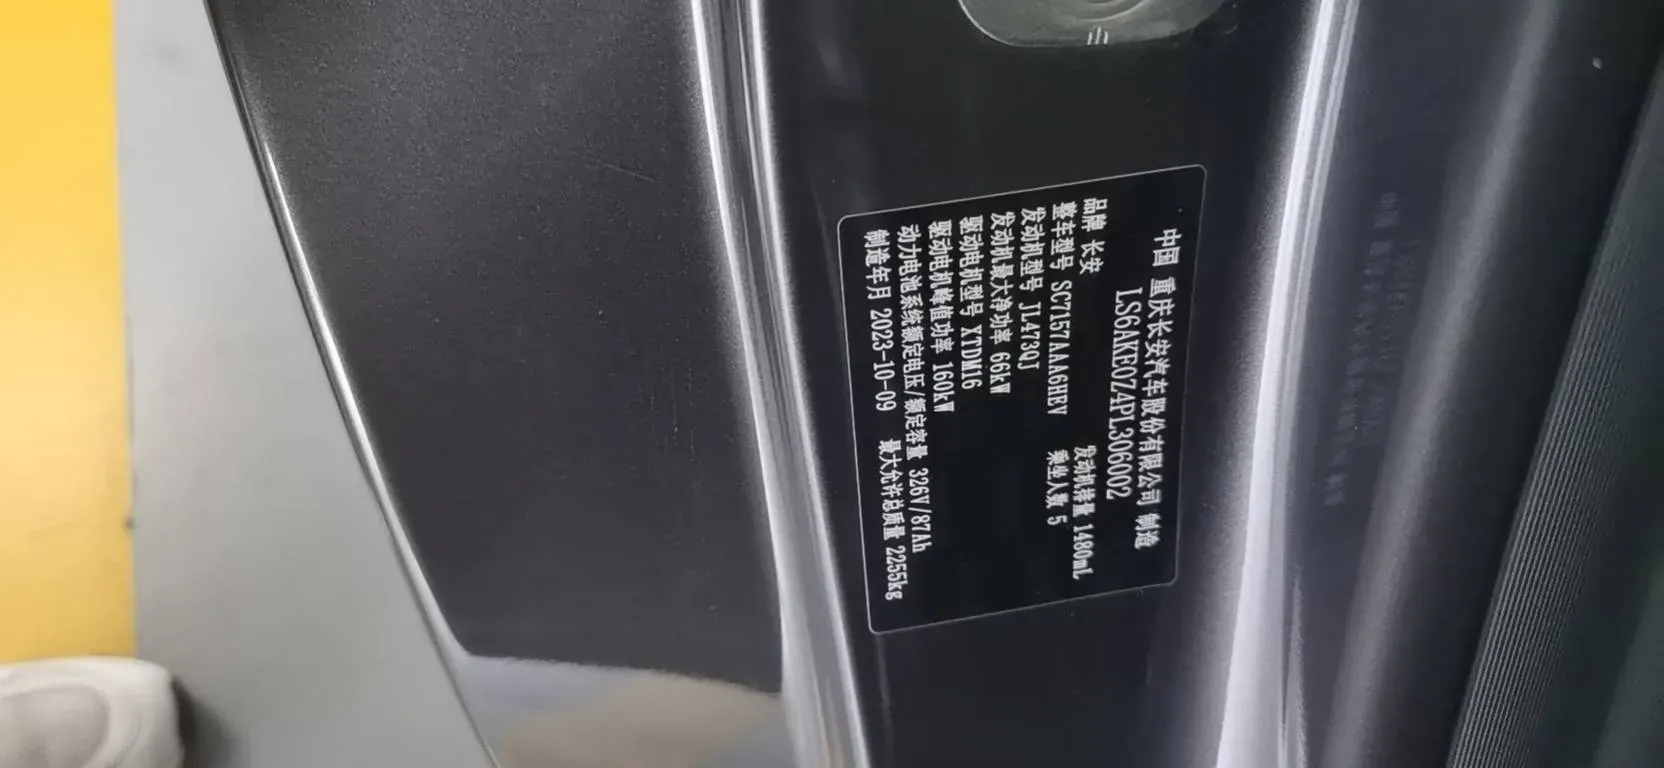 中国 重庆长安汽车股份有限公司 制造
LS6AKE0Z4PL306002
品牌 长安 发动机排量 1480mL
整车型号 SC7157AAA6HEV 乘坐人数 5
发动机型号 JL473QJ
发动机最大净功率 66kW
驱动电机型号 XTDM16
驱动电机峰值功率 160kW
动力电池系统额定电压/额定容量 326V/87Ah
制造年月 2023-10-09 最大允许总质量 2255kg